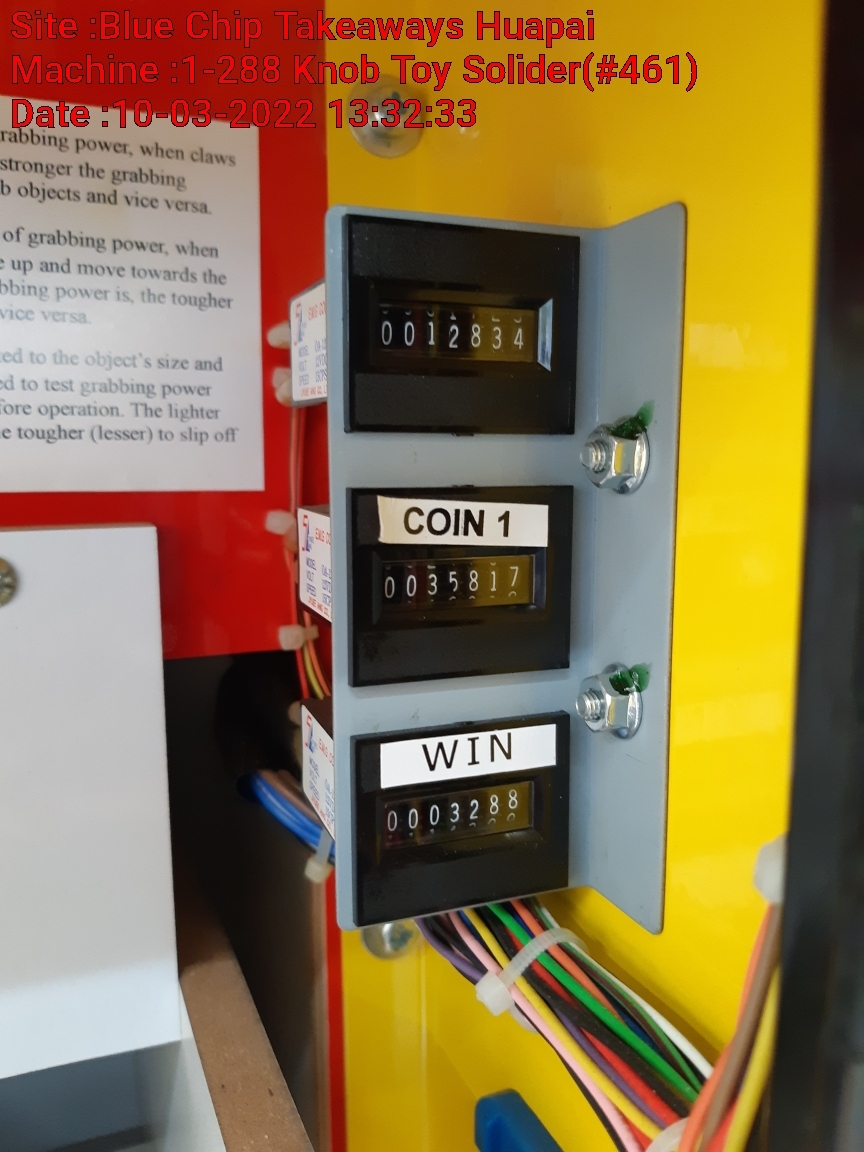 Site :Blue Chip Takeaways Huapai
Machine :1-288 Knob Toy Solider(#461)
Date :10-03-2022 13:32:33
rabbing power, when claws
stronger the grabbing
b objects and vice versa.
of grabbing power, when
e up and move towards the
bbing power is, the tougher
vice versa.
ed to the object's size and
ed to test grabbing power
fore operation. The lighter
e tougher (lesser) to slip off
0012834
COIN 1
0035817
WIN
0003288